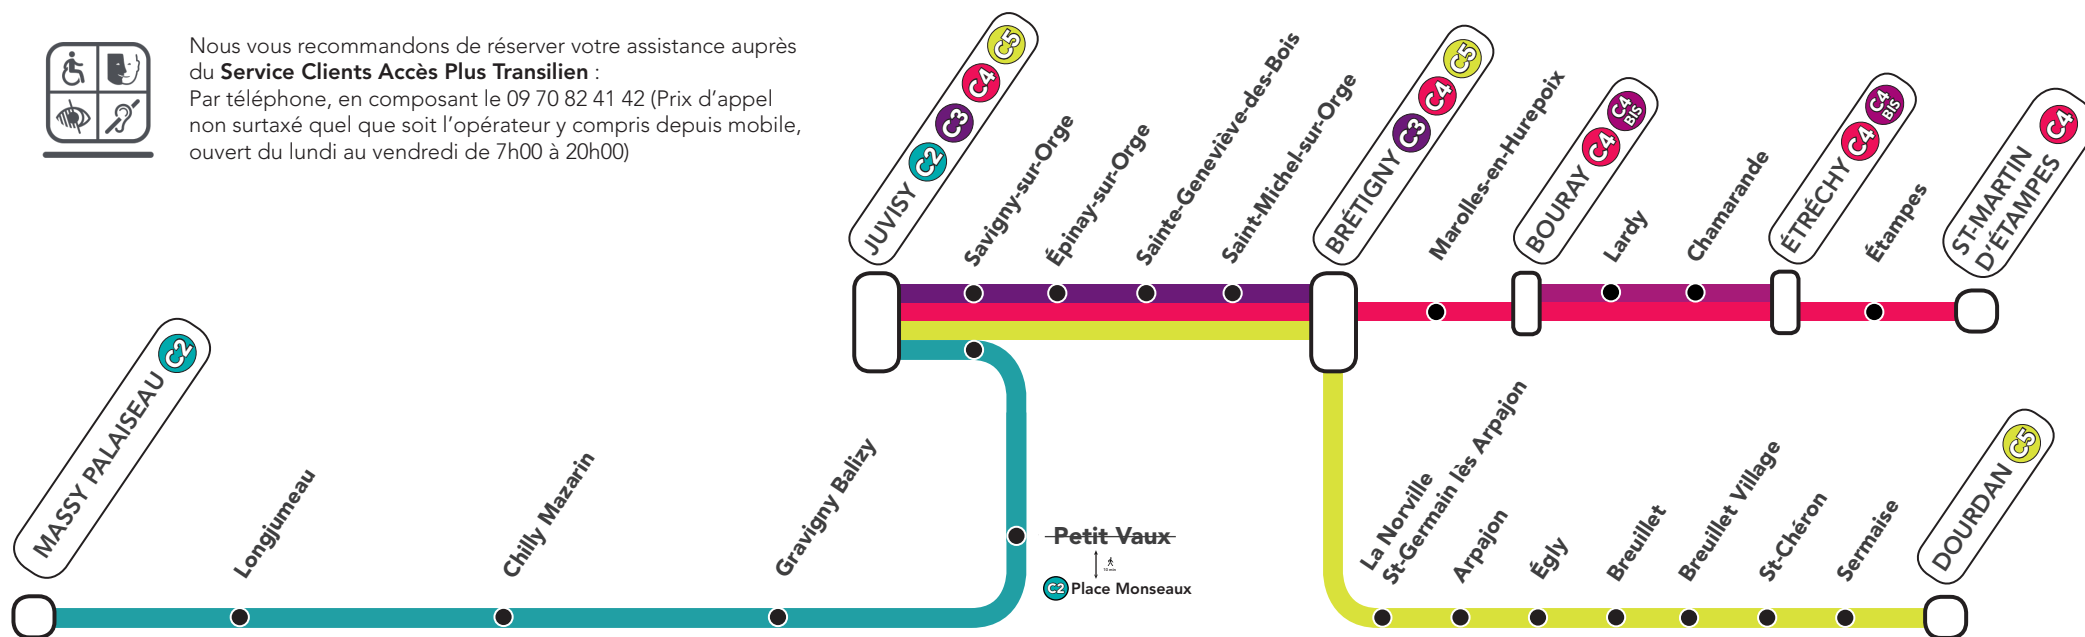 Nous vous recommandons de réserver votre assistance auprès
du Service Clients Accès Plus Transilien :
Par téléphone, en composant le 09 70 82 41 42 (Prix d'appel
non surtaxé quel que soit l'opérateur y compris depuis mobile,
ouvert du lundi au vendredi de 7h00 à 20h00)
JUVISY C2 C3 C4 C5
Savigny-sur-Orge
Épinay-sur-Orge
Sainte-Geneviève-des-Bois
Saint-Michel-sur-Orge
BRÉTIGNY C3 C4 C5
Marolles-en-Hurepoix
BOURAY C4 C4 BIS
Lardy
Chamarande
ÉTRÉCHY C4 C4 BIS
Étampes
ST-MARTIN
D'ÉTAMPES C4
MASSY PALAISEAU C2
Longjumeau
Chilly Mazarin
Gravigny Balizy
Petit Vaux
10 min
C2 Place Monseaux
La Norville
St-Germain lès Arpajon
Arpajon
Égly
Breuillet
Breuillet Village
St-Chéron
Sermaise
DOURDAN C5